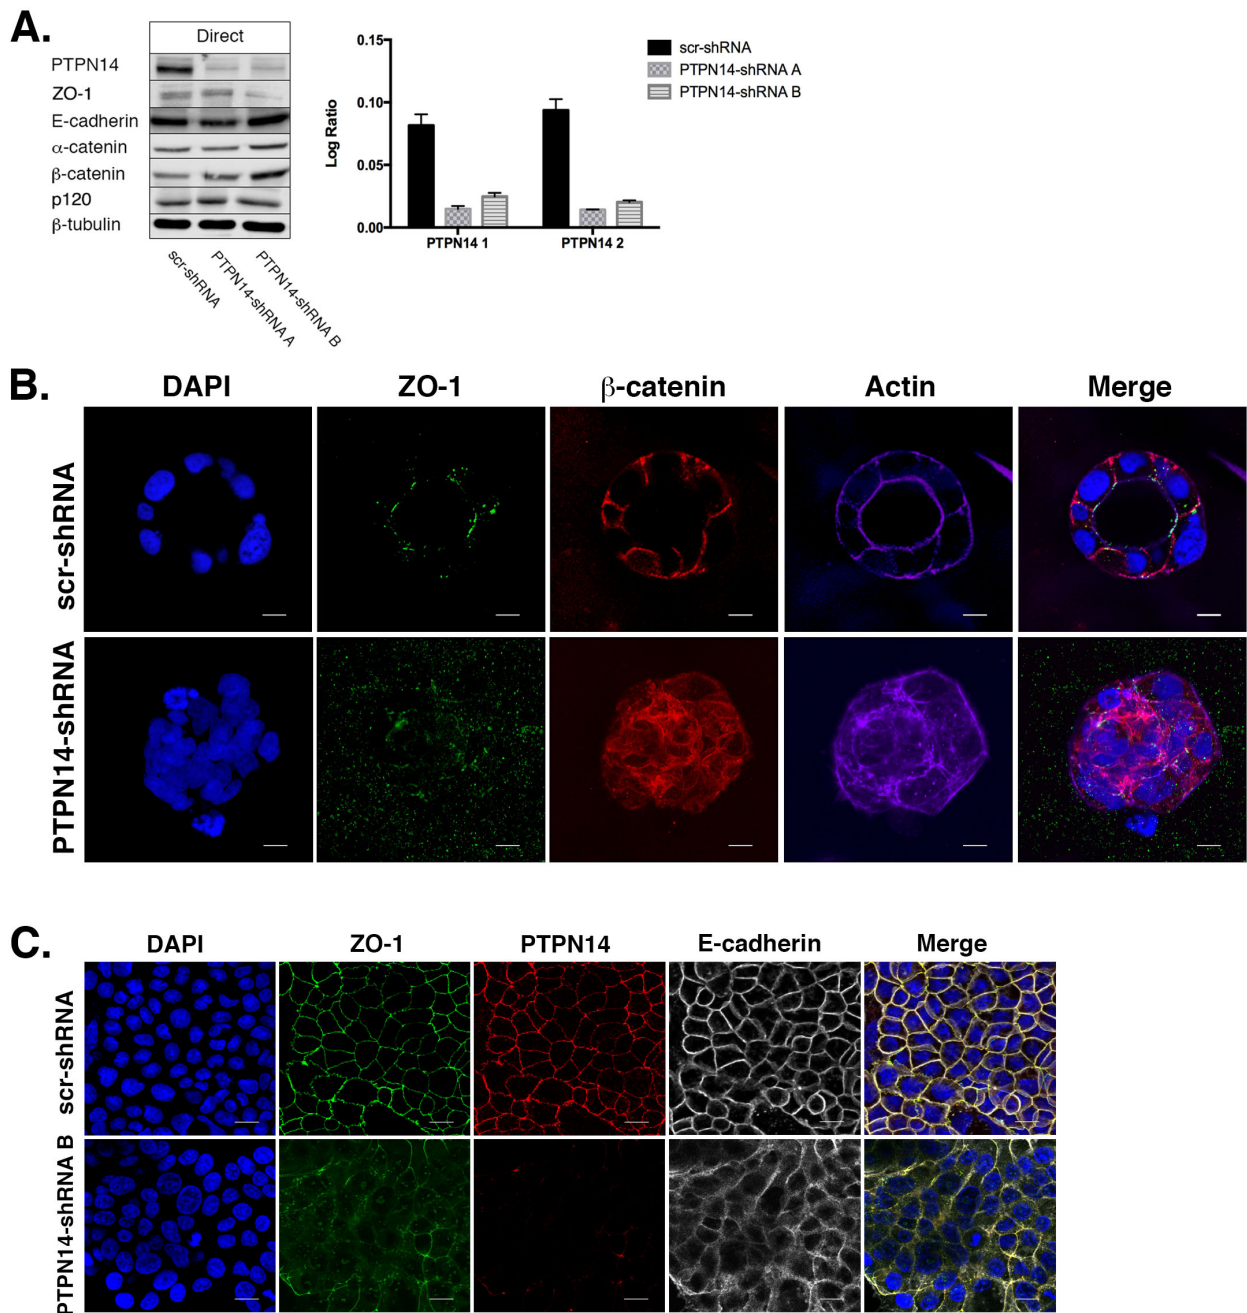 A.
Direct
PTPN14
ZO-1
E-cadherin
α-catenin
β-catenin
p120
β-tubulin
scr-shRNA
PTPN14-shRNA A
PTPN14-shRNA B
Log Ratio
0.15
0.10
0.05
0.00
PTPN14 1
PTPN14 2
scr-shRNA
PTPN14-shRNA A
PTPN14-shRNA B
B.
DAPI
ZO-1
β-catenin
Actin
Merge
scr-shRNA
PTPN14-shRNA
C.
DAPI
ZO-1
PTPN14
E-cadherin
Merge
scr-shRNA
PTPN14-shRNA B